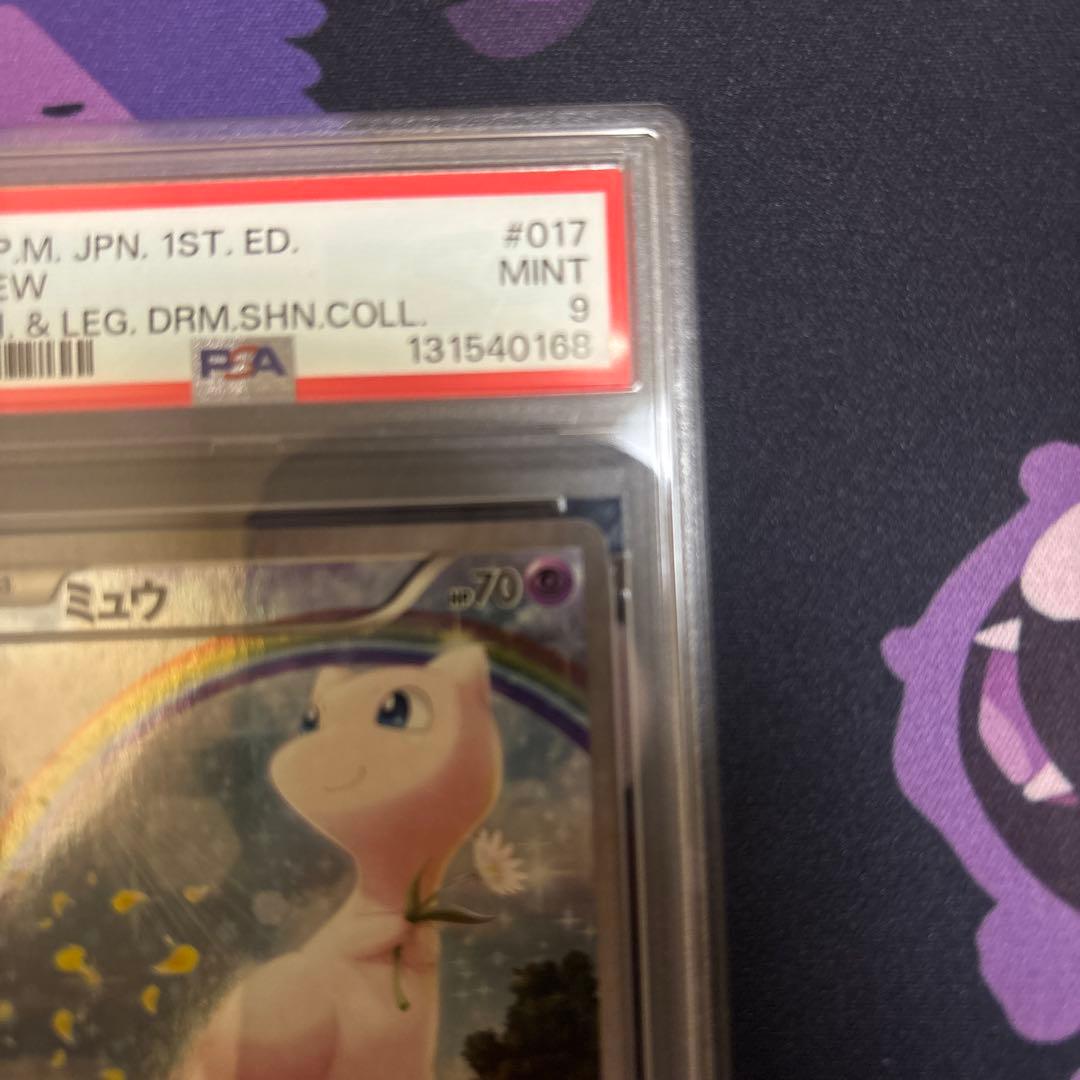 P.M. JPN. 1ST. ED. #017
EW MINT
. & LEG. DRM.SHN.COLL. 9
PSA 131540168
ミュウ HP70